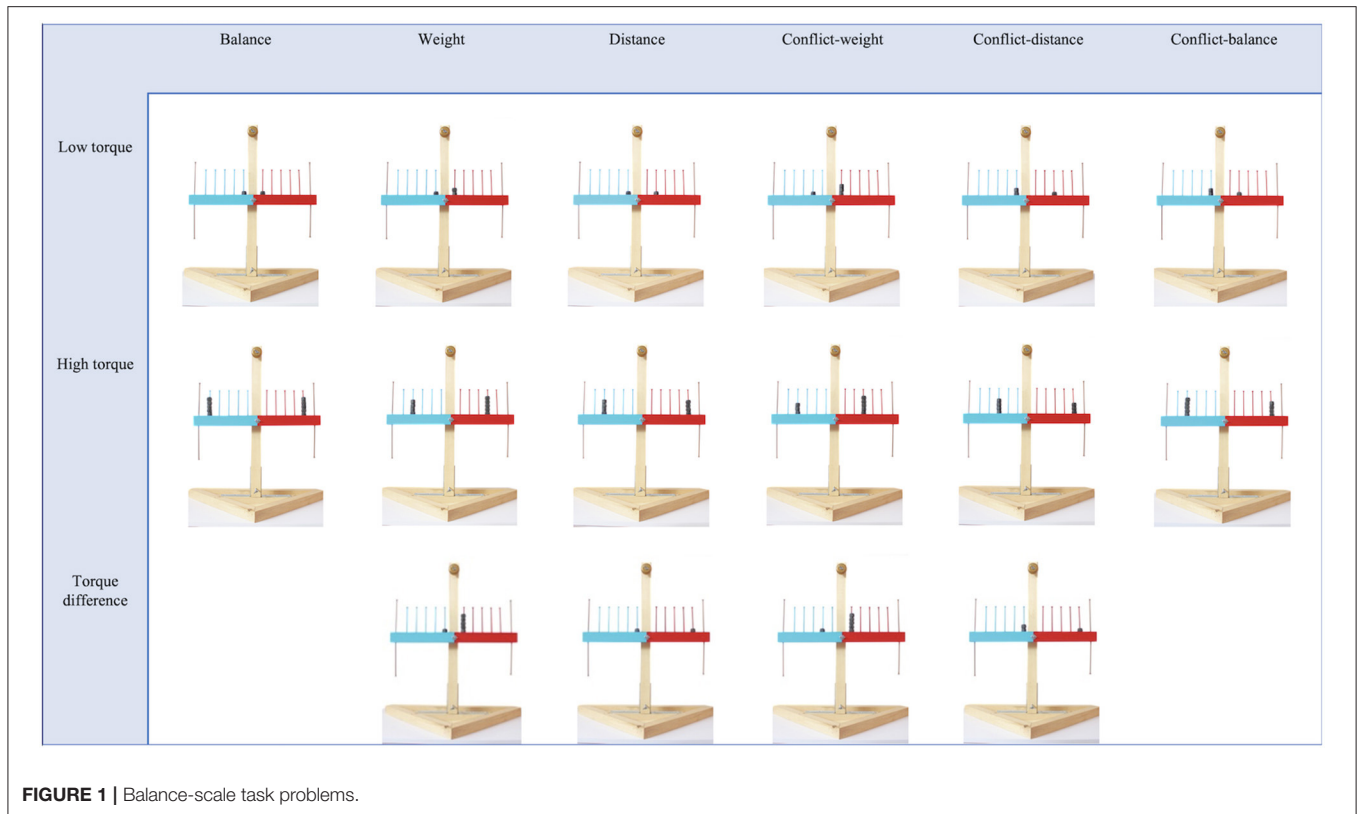 Balance Weight Distance Conflict-weight Conflict-distance Conflict-balance
Low torque
High torque
Torque
difference
FIGURE 1 | Balance-scale task problems.